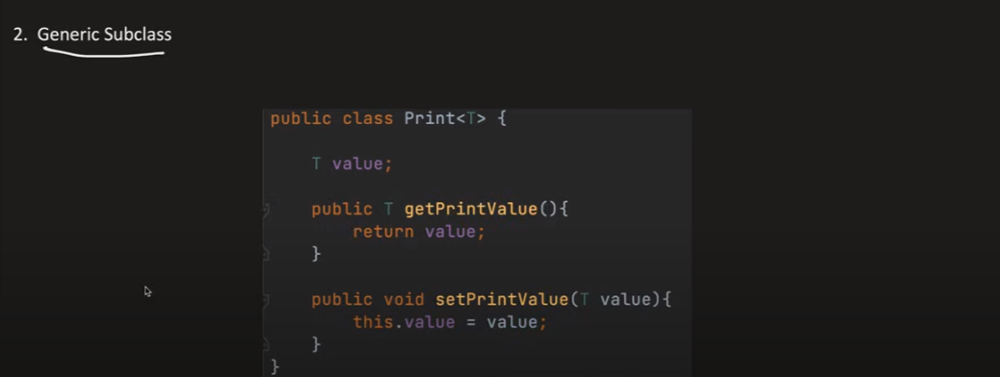 2. Generic Subclass
public class Print<T> {
T value;
public T getPrintValue(){
return value;
}
public void setPrintValue(T value){
this.value = value;
}
}